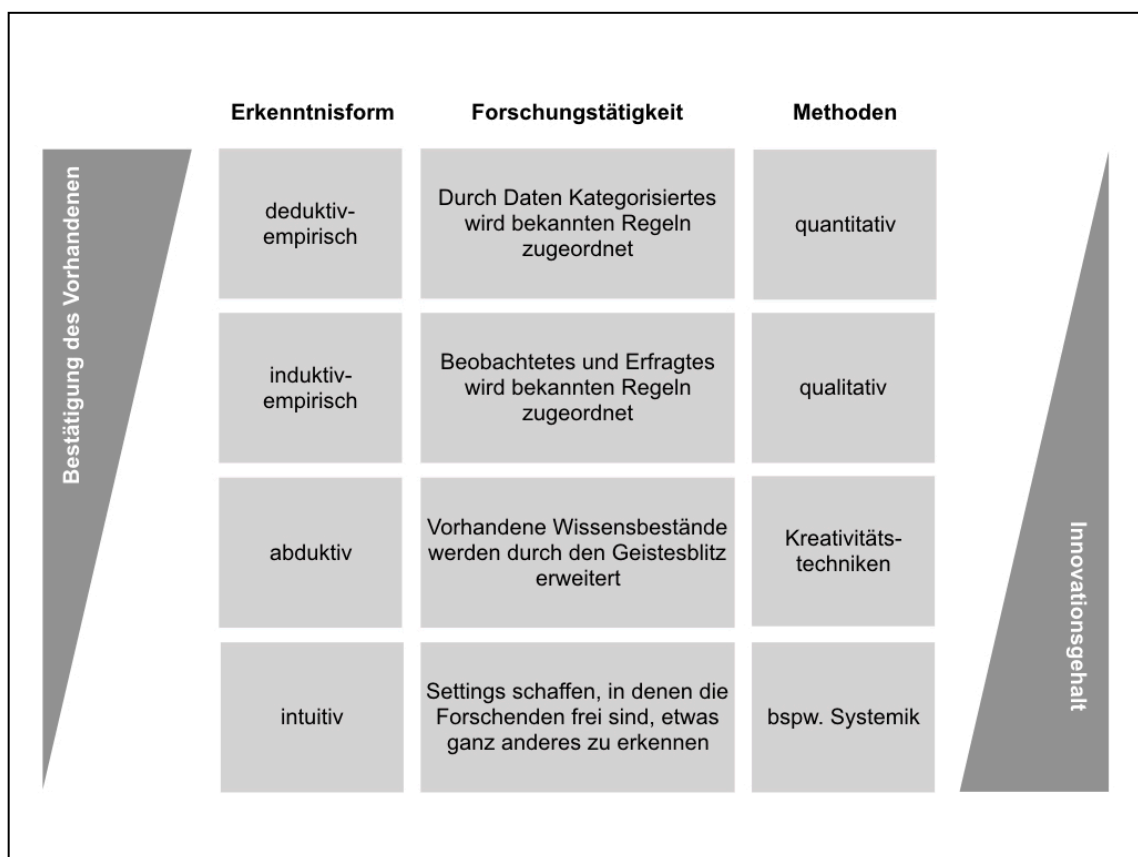 Erkenntnisform Forschungstätigkeit Methoden
Bestätigung des Vorhandenen
deduktiv-
empirisch
Durch Daten Kategorisiertes
wird bekannten Regeln
zugeordnet
quantitativ
induktiv-
empirisch
Beobachtetes und Erfragtes
wird bekannten Regeln
zugeordnet
qualitativ
abduktiv
Vorhandene Wissensbestände
werden durch den Geistesblitz
erweitert
Kreativitäts-
techniken
intuitiv
Settings schaffen, in denen die
Forschenden frei sind, etwas
ganz anderes zu erkennen
bspw. Systemik
Innovationsgehalt